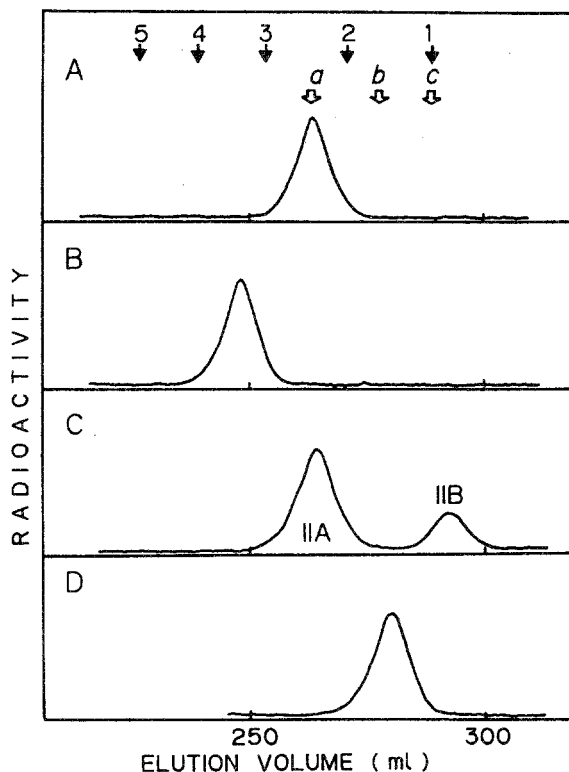 5 4 3 2 1
A a b c
B
C IIA IIB
D
RADIOACTIVITY
250 300
ELUTION VOLUME (ml)